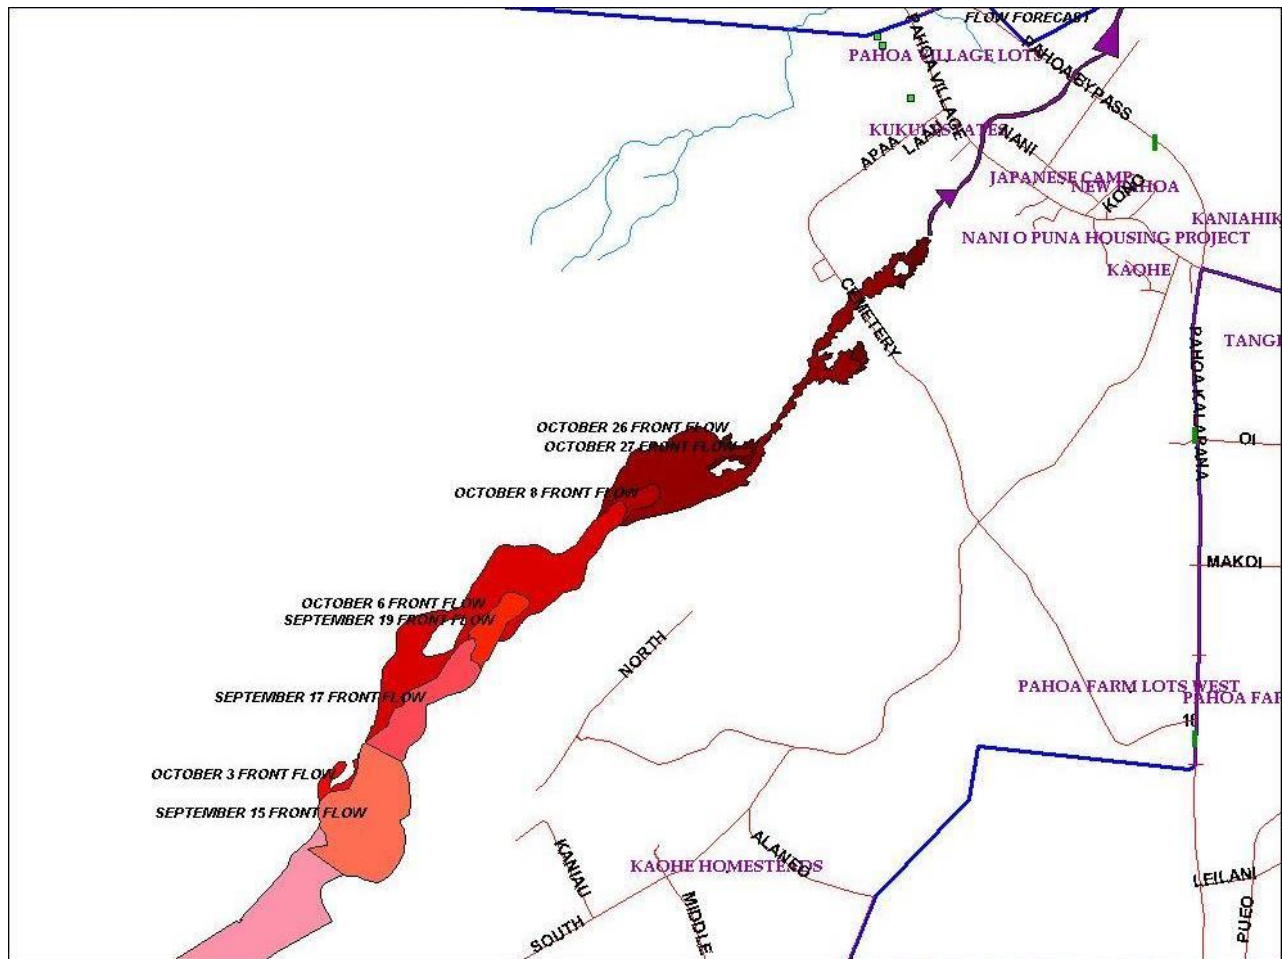 FLOW FORECAST
PAHOA VILLAGE
PAHOA VILLAGE LOTS
PAHOA BYPASS
KUKUI ESTATES
APAA
LAAU
NANI
JAPANESE CAMP
NEW PAHOA
KONO
KANIAHIK
NANI O PUNA HOUSING PROJECT
KAOHE
CEMETERY
PAHOA KALAPANA
TANGI
OCTOBER 26 FRONT FLOW
OCTOBER 27 FRONT FLOW
OI
OCTOBER 8 FRONT FLOW
MAKOI
OCTOBER 6 FRONT FLOW
SEPTEMBER 19 FRONT FLOW
NORTH
SEPTEMBER 17 FRONT FLOW
PAHOA FARM LOTS WEST
PAHOA FAR
OCTOBER 3 FRONT FLOW
SEPTEMBER 15 FRONT FLOW
KANIAU
KAOHE HOMESTEADS
LEILANI
MIDDLE
SOUTH
PUEO